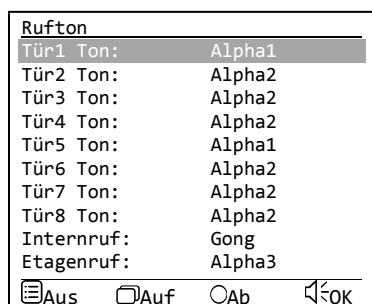 Rufton
Tür1 Ton: Alpha1
Tür2 Ton: Alpha2
Tür3 Ton: Alpha2
Tür4 Ton: Alpha2
Tür5 Ton: Alpha1
Tür6 Ton: Alpha2
Tür7 Ton: Alpha2
Tür8 Ton: Alpha2
Internruf: Gong
Etagenruf: Alpha3
Aus Auf Ab OK